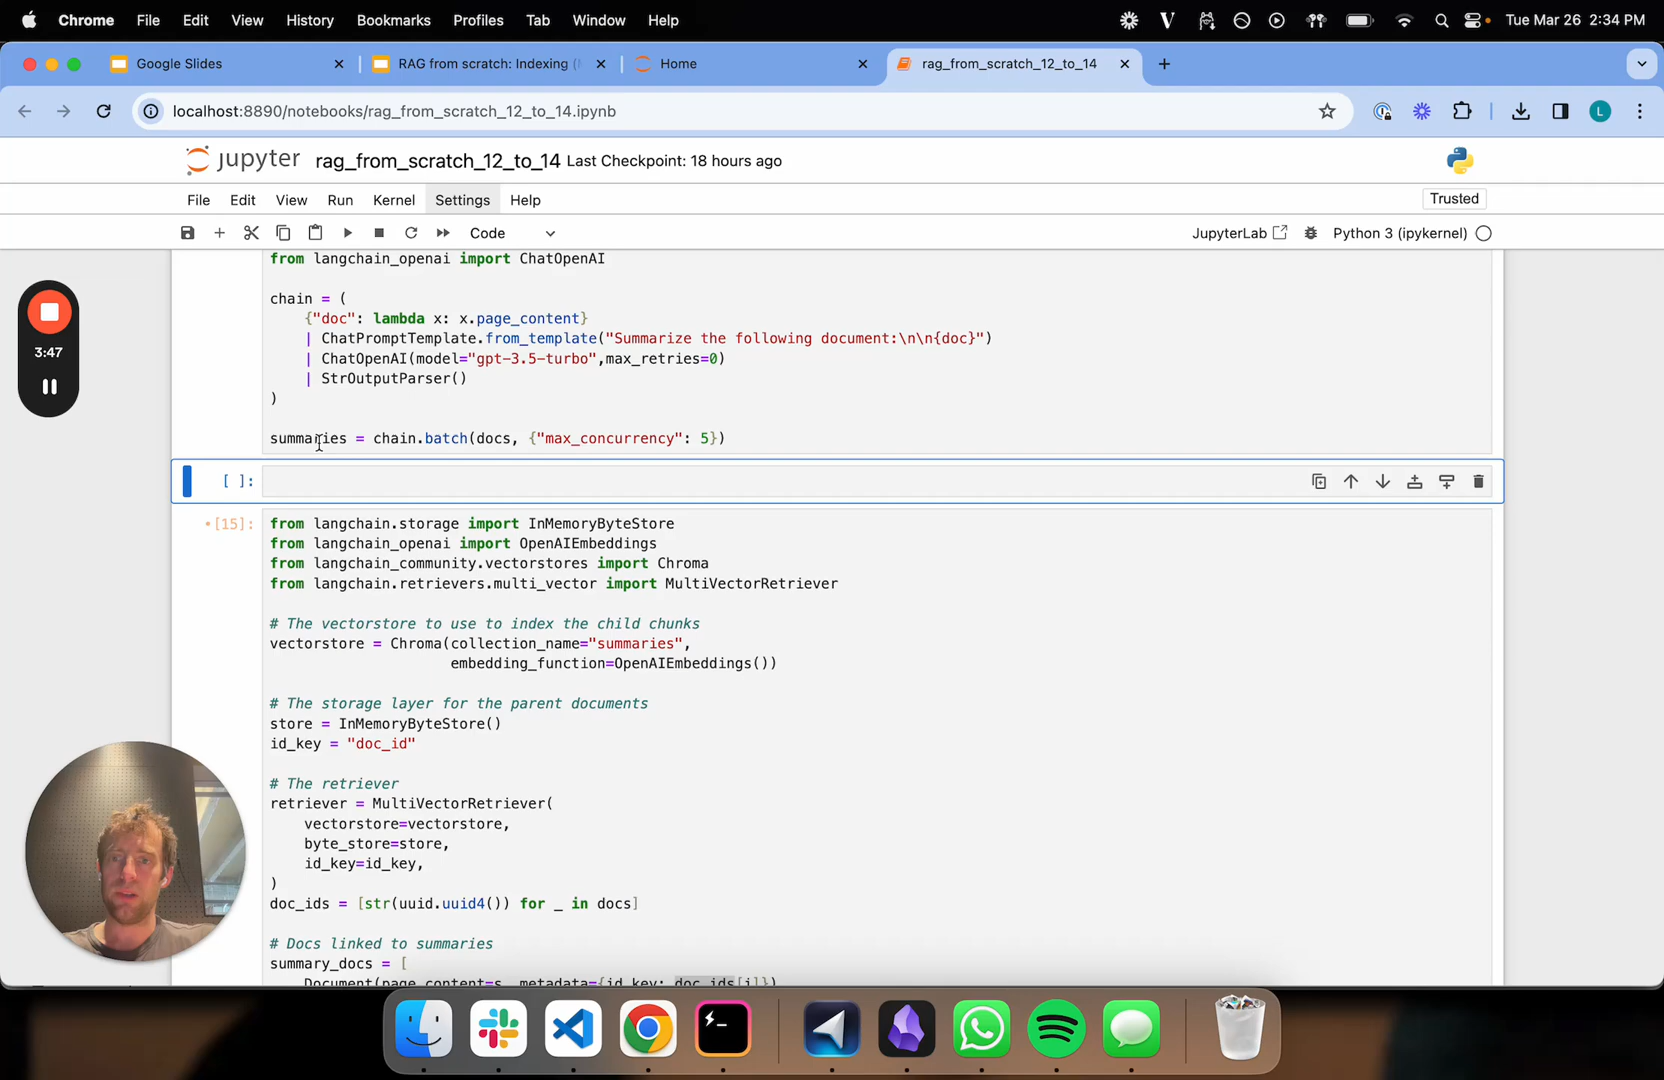 Chrome File Edit View History Bookmarks Profiles Tab Window Help Tue Mar 26 2:34 PM
Google Slides RAG from scratch: Indexing ( Home rag_from_scratch_12_to_14
localhost:8890/notebooks/rag_from_scratch_12_to_14.ipynb L
jupyter rag_from_scratch_12_to_14 Last Checkpoint: 18 hours ago
File Edit View Run Kernel Settings Help Trusted
Code JupyterLab Python 3 (ipykernel)
from langchain_openai import ChatOpenAI
chain = (
{"doc": lambda x: x.page_content}
| ChatPromptTemplate.from_template("Summarize the following document:\n\n{doc}")
| ChatOpenAI(model="gpt-3.5-turbo",max_retries=0)
| StrOutputParser()
)
summaries = chain.batch(docs, {"max_concurrency": 5})
3:47
[ ]:
[15]:
from langchain.storage import InMemoryByteStore
from langchain_openai import OpenAIEmbeddings
from langchain_community.vectorstores import Chroma
from langchain.retrievers.multi_vector import MultiVectorRetriever
# The vectorstore to use to index the child chunks
vectorstore = Chroma(collection_name="summaries",
embedding_function=OpenAIEmbeddings())
# The storage layer for the parent documents
store = InMemoryByteStore()
id_key = "doc_id"
# The retriever
retriever = MultiVectorRetriever(
vectorstore=vectorstore,
byte_store=store,
id_key=id_key,
)
doc_ids = [str(uuid.uuid4()) for _ in docs]
# Docs linked to summaries
summary_docs = [
Document(page_content=s, metadata={id_key: doc_ids[i]})